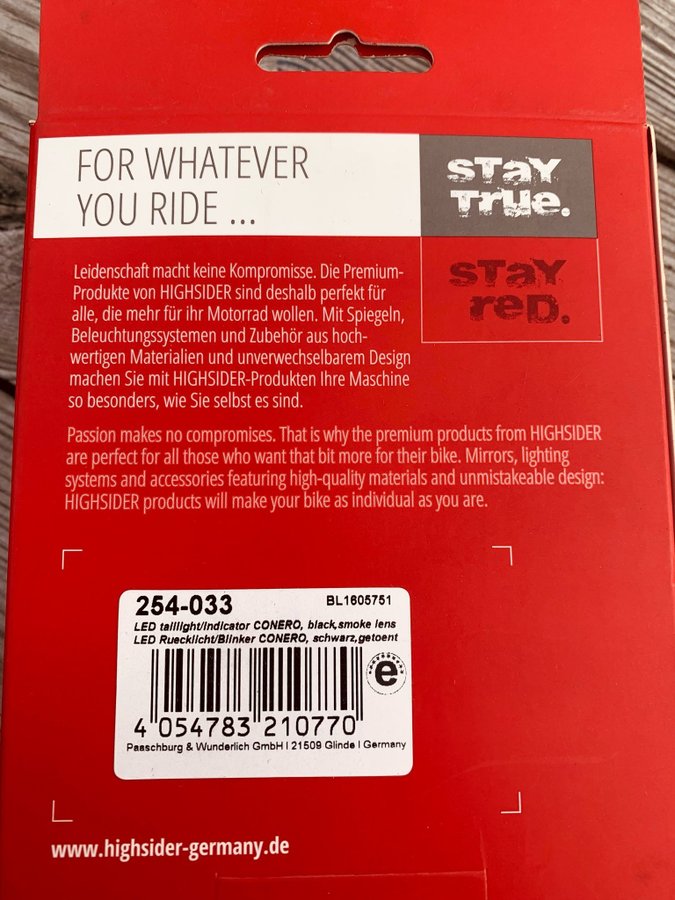 FOR WHATEVER
YOU RIDE ...
STaY
True.
STaY
reD.
Leidenschaft macht keine Kompromisse. Die Premium-
Produkte von HIGHSIDER sind deshalb perfekt für
alle, die mehr für ihr Motorrad wollen. Mit Spiegeln,
Beleuchtungssystemen und Zubehör aus hoch-
wertigen Materialien und unverwechselbarem Design
machen Sie mit HIGHSIDER-Produkten Ihre Maschine
so besonders, wie Sie selbst es sind.
Passion makes no compromises. That is why the premium products from HIGHSIDER
are perfect for all those who want that bit more for their bike. Mirrors, lighting
systems and accessories featuring high-quality materials and unmistakeable design:
HIGHSIDER products will make your bike as individual as you are.
254-033 BL1605751
LED taillight/indicator CONERO, black,smoke lens
LED Ruecklicht/Blinker CONERO, schwarz,getoent
e
4 054783 210770
Paaschburg & Wunderlich GmbH I 21509 Glinde I Germany
www.highsider-germany.de